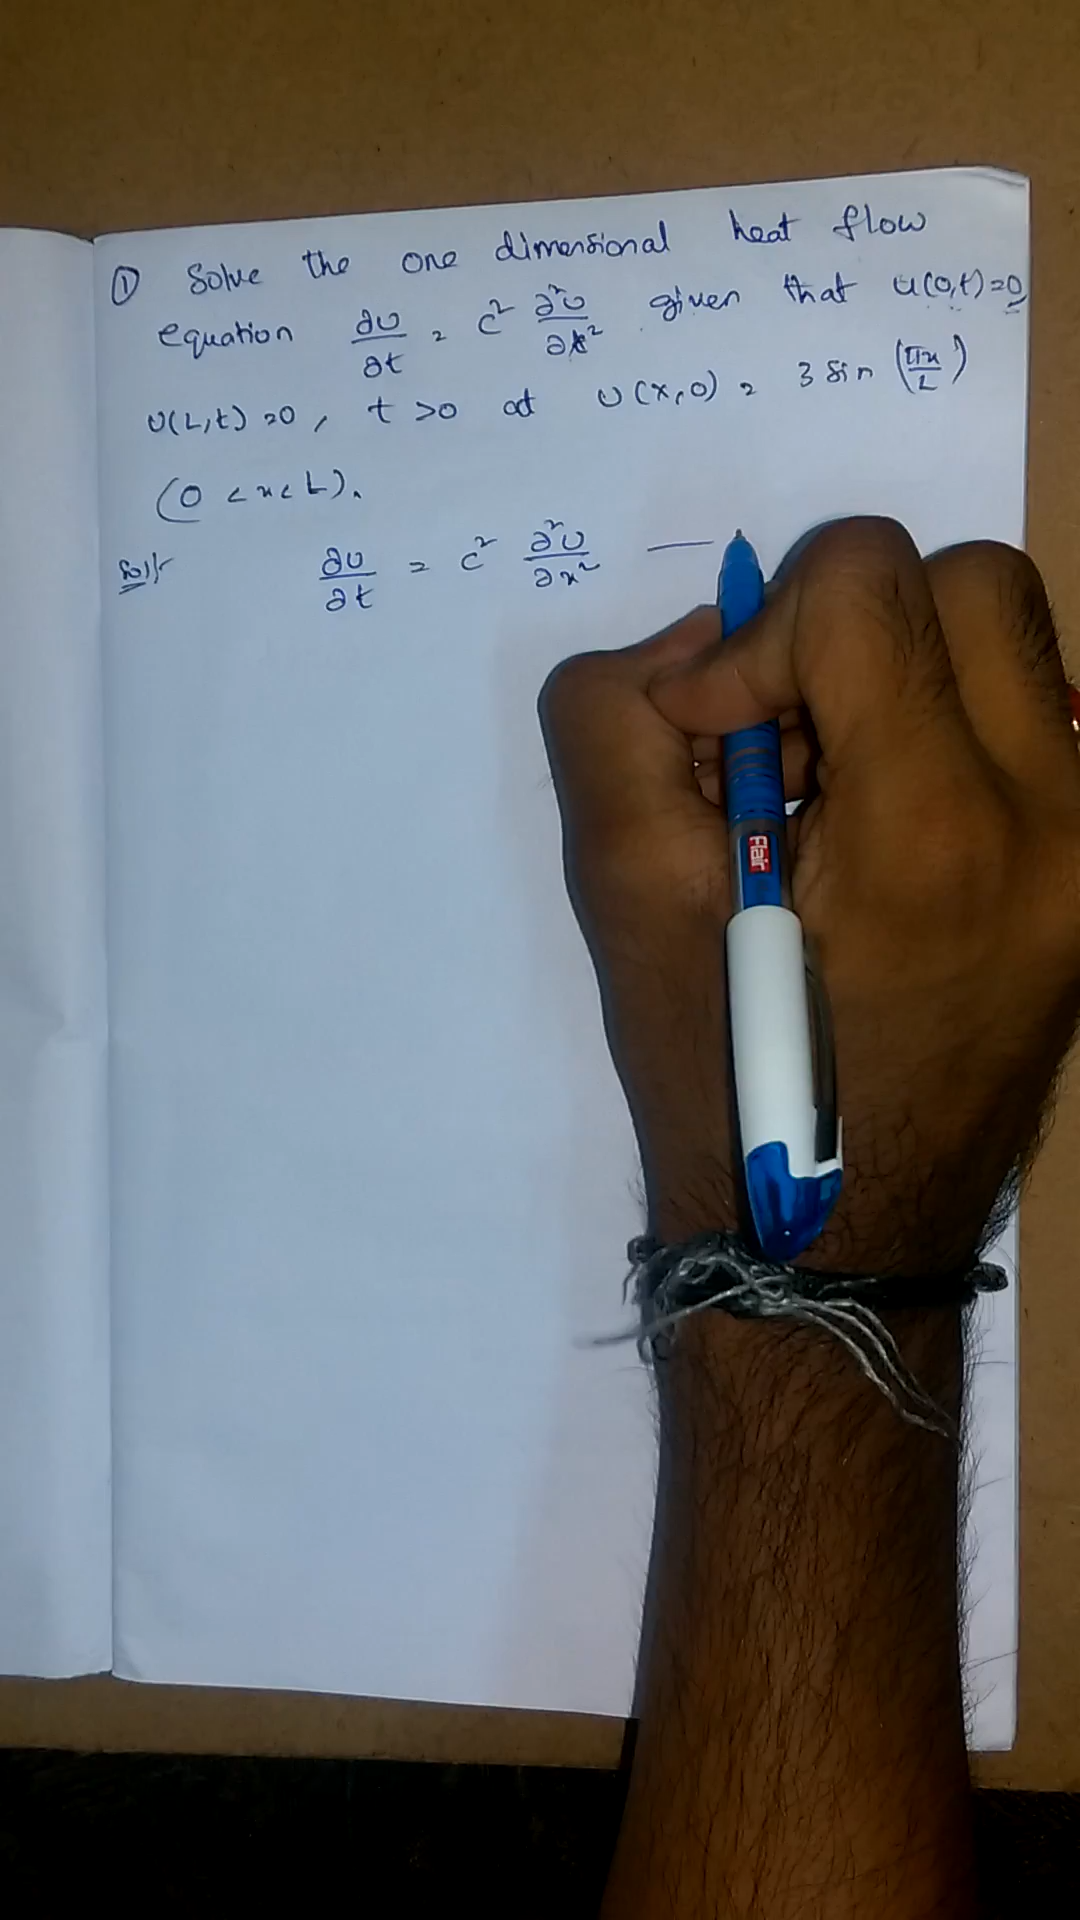 ① Solve the one dimensional heat flow
equation ∂u/∂t = c² ∂²u/∂x² given that u(0,t)=0
u(L,t)=0, t>0 at u(x,0) = 3 sin (πx/L)
(0<x<L).
Sol:- ∂u/∂t = c² ∂²u/∂x² —
Flair